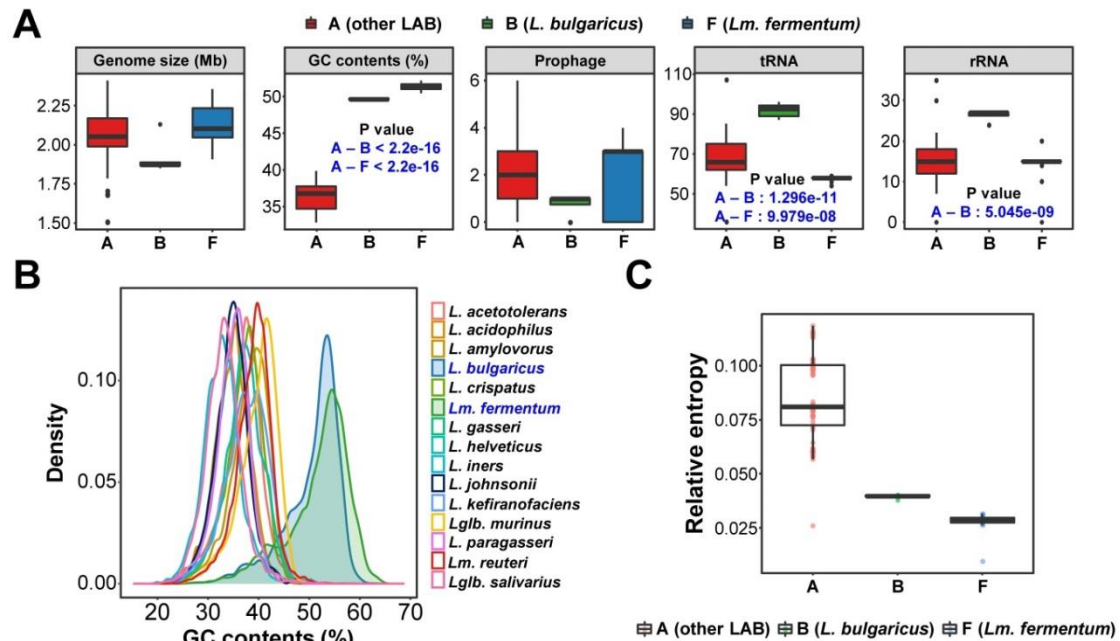 A
A (other LAB) B (L. bulgaricus) F (Lm. fermentum)
Genome size (Mb)
2.25
2.00
1.75
1.50
A B F
GC contents (%)
50
45
40
35
P value
A – B < 2.2e-16
A – F < 2.2e-16
A B F
Prophage
6
4
2
0
A B F
tRNA
110
90
70
50
P value
A – B : 1.296e-11
A – F : 9.979e-08
A B F
rRNA
30
20
10
0
P value
A – B : 5.045e-09
A B F
B
Density
0.10
0.05
0.00
20 30 40 50 60 70
GC contents (%)
L. acetotolerans
L. acidophilus
L. amylovorus
L. bulgaricus
L. crispatus
Lm. fermentum
L. gasseri
L. helveticus
L. iners
L. johnsonii
L. kefiranofaciens
Lglb. murinus
L. paragasseri
Lm. reuteri
Lglb. salivarius
C
Relative entropy
0.100
0.075
0.050
0.025
A B F
A (other LAB) B (L. bulgaricus) F (Lm. fermentum)